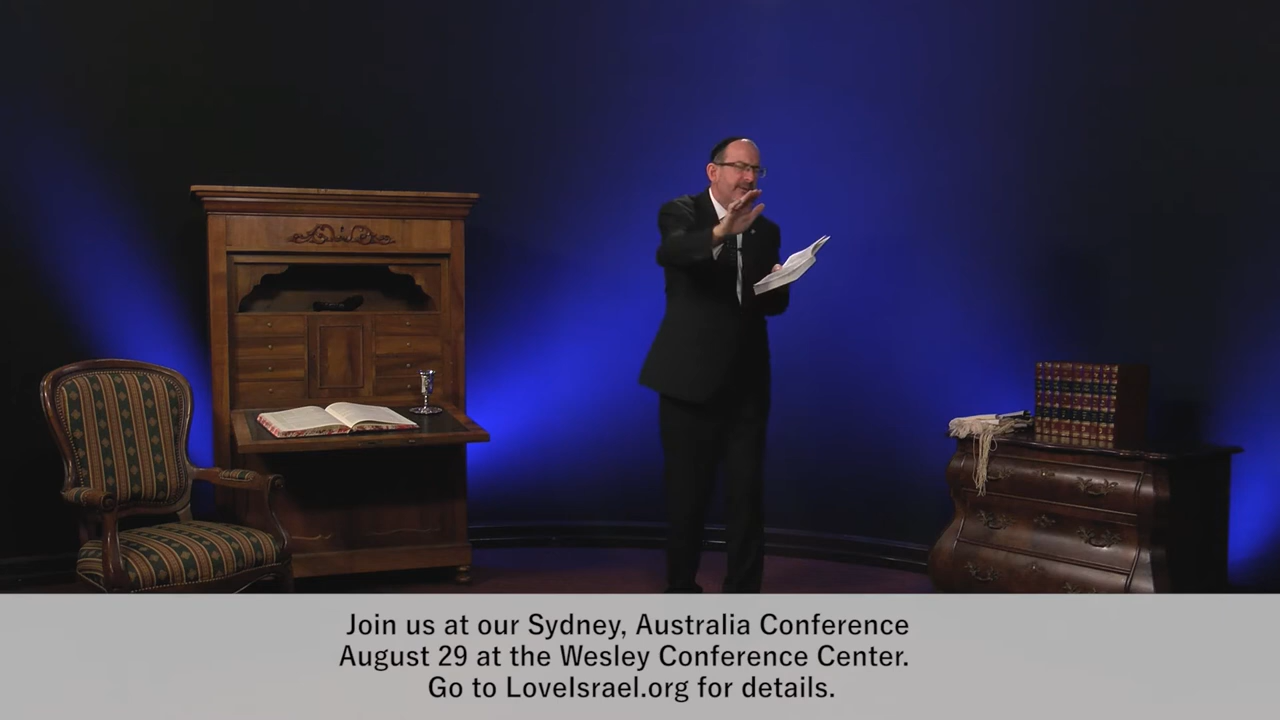 Join us at our Sydney, Australia Conference
August 29 at the Wesley Conference Center.
Go to LoveIsrael.org for details.